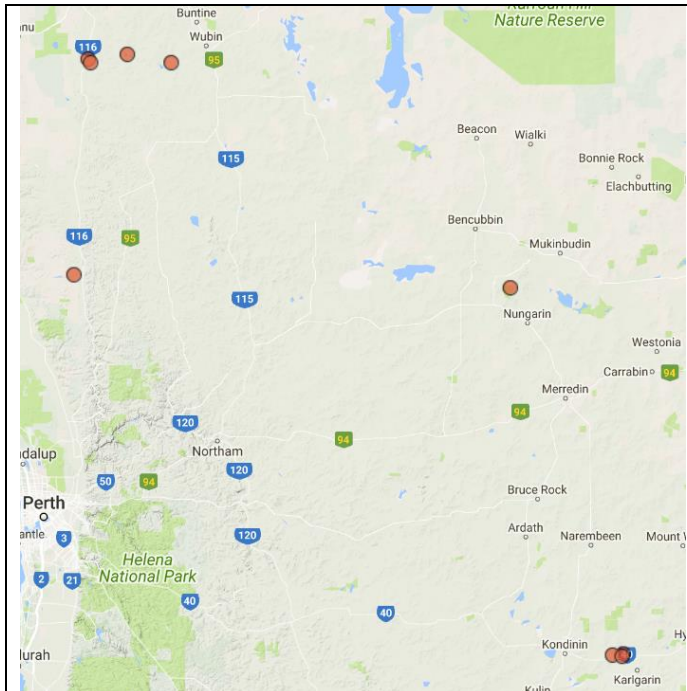 Buntine
Nature Reserve
116
Wubin
95
Beacon
Wialki
115
Bonnie Rock
Elachbutting
Bencubbin
116
95
Mukinbudin
115
Nungarin
Westonia
Carrabin
94
Merredin
94
120
94
Northam
dalup
120
50
94
Bruce Rock
Perth
Ardath
Narembeen
Mount W
antle
3
120
Helena
National Park
2
21
40
40
Kondinin
Hy
urah
Karlgarin
Kulin